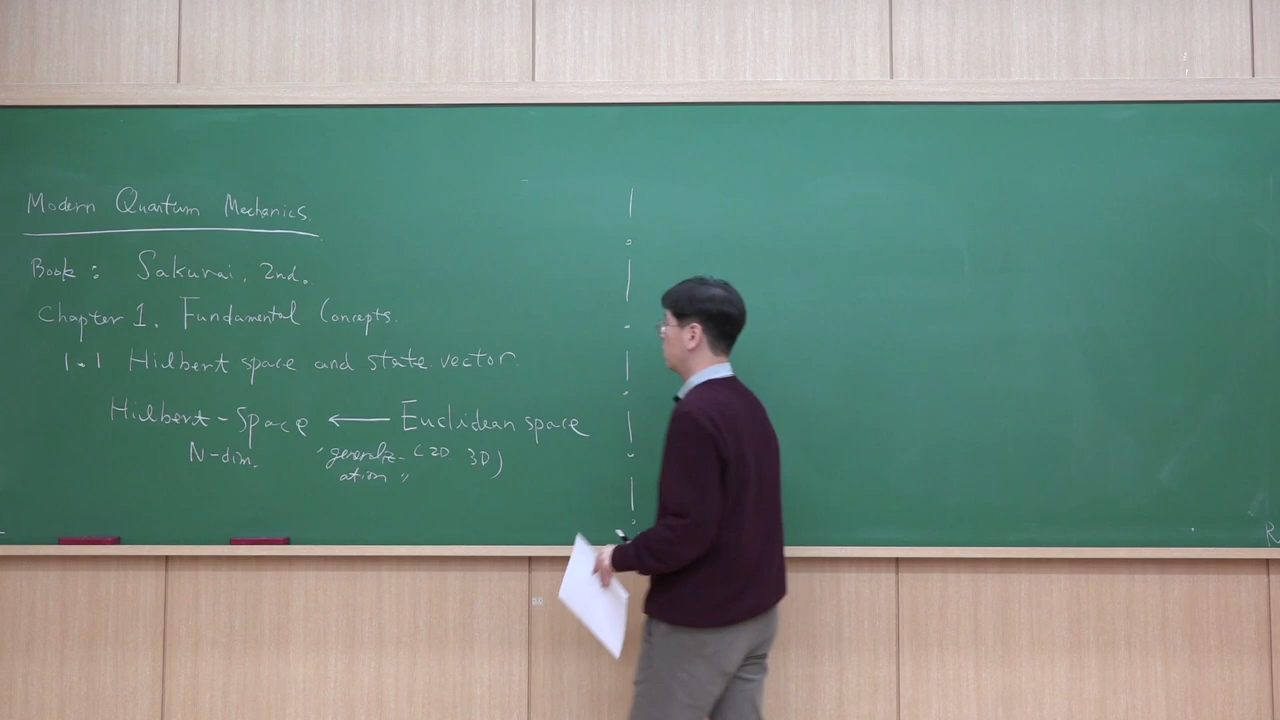 Modern Quantum Mechanics.
Book : Sakurai, 2nd.
Chapter 1. Fundamental Concepts.
1.1 Hilbert space and state vector
Hilbert-Space ← Euclidean space
N-dim. "generaliz- (2D 3D)
ation"
R